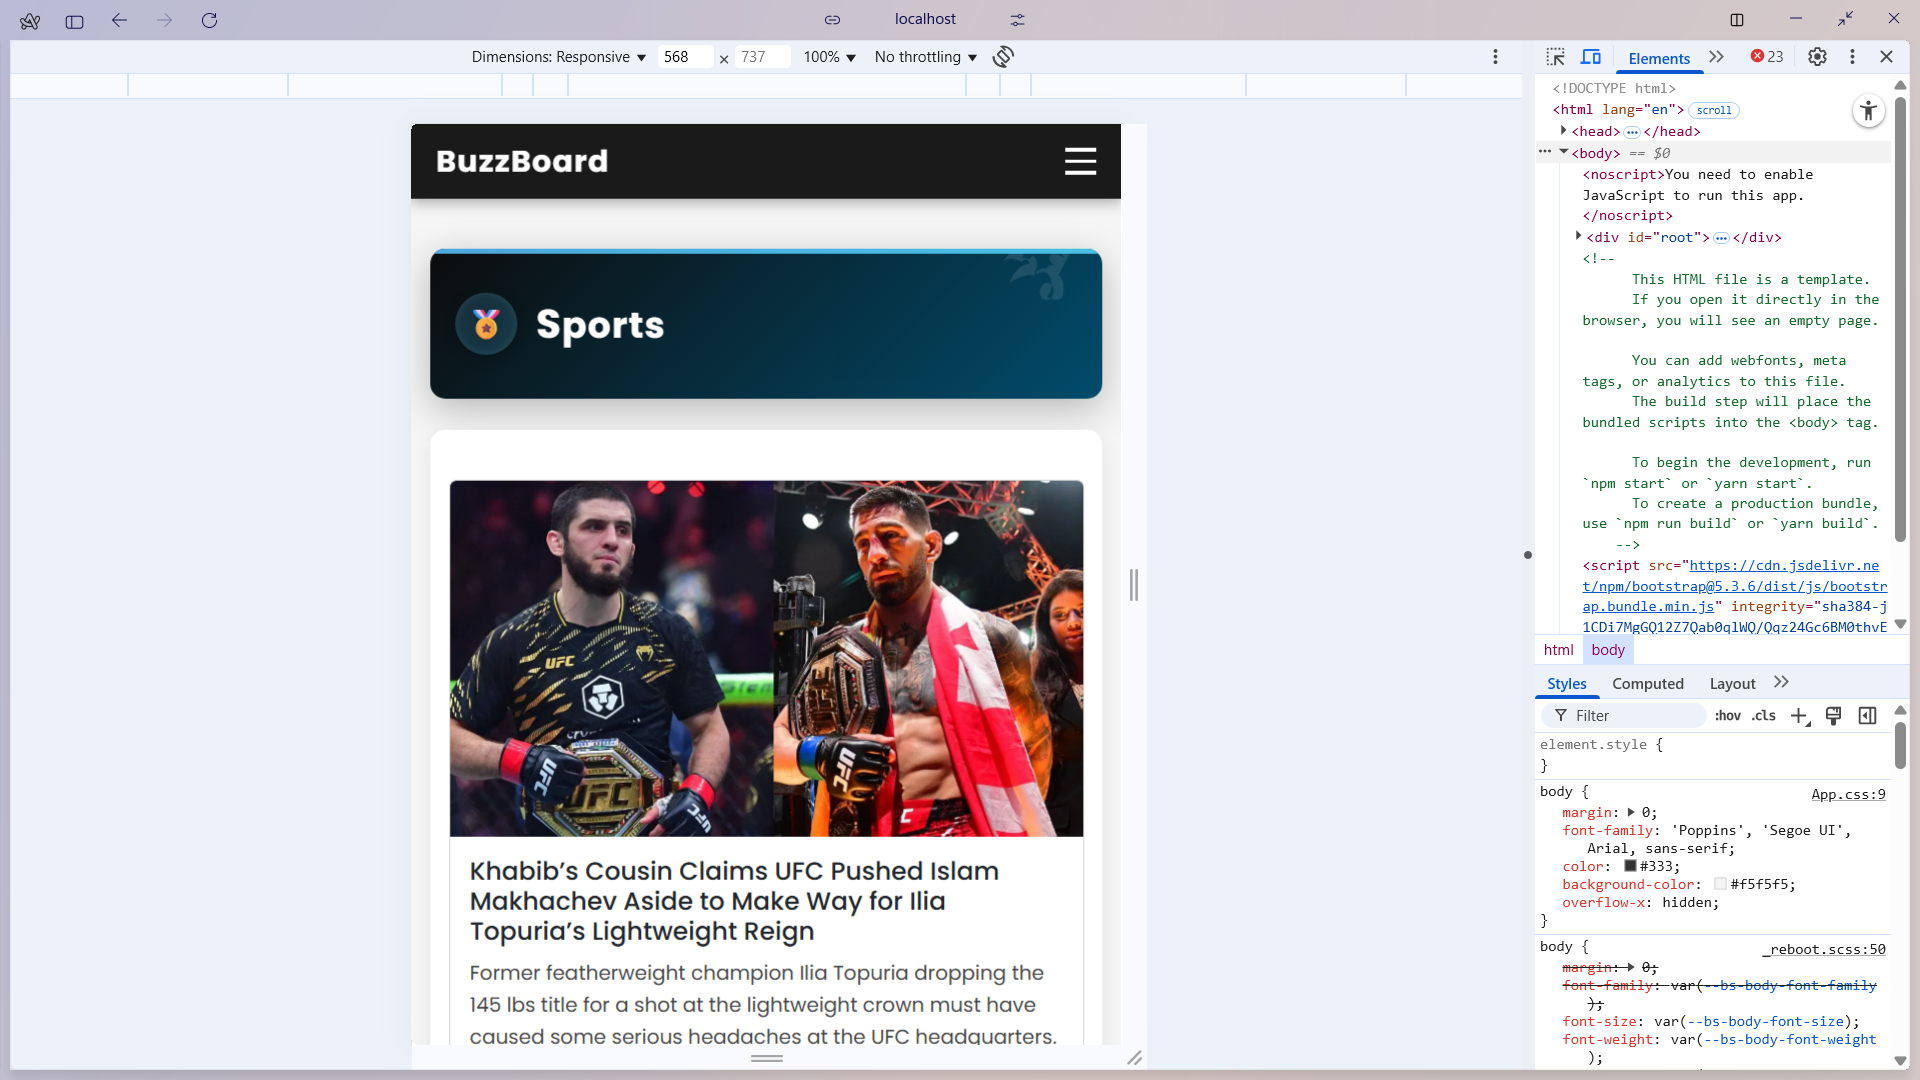 localhost
Dimensions: Responsive 568 × 737 100% No throttling
BuzzBoard
Sports
UFC
UFC
UFC
UFC
UFC
Khabib’s Cousin Claims UFC Pushed Islam
Makhachev Aside to Make Way for Ilia
Topuria’s Lightweight Reign
Former featherweight champion Ilia Topuria dropping the
145 lbs title for a shot at the lightweight crown must have
caused some serious headaches at the UFC headquarters.
Elements 23
<!DOCTYPE html>
<html lang="en"> scroll
<head> … </head>
… <body> == $0
<noscript>You need to enable
JavaScript to run this app.
</noscript>
<div id="root"> … </div>
<!--
This HTML file is a template.
If you open it directly in the
browser, you will see an empty page.
You can add webfonts, meta
tags, or analytics to this file.
The build step will place the
bundled scripts into the <body> tag.
To begin the development, run
`npm start` or `yarn start`.
To create a production bundle,
use `npm run build` or `yarn build`.
-->
<script src="https://cdn.jsdelivr.ne
t/npm/bootstrap@5.3.6/dist/js/bootstr
ap.bundle.min.js" integrity="sha384-j
1CDi7MgGQ12Z7Qab0qlWQ/Qqz24Gc6BM0thvE
html body
Styles Computed Layout
Filter :hov .cls
element.style {
}
body { App.css:9
margin: 0;
font-family: 'Poppins', 'Segoe UI',
Arial, sans-serif;
color: #333;
background-color: #f5f5f5;
overflow-x: hidden;
}
body { _reboot.scss:50
margin: 0;
font-family: var(--bs-body-font-family
);
font-size: var(--bs-body-font-size);
font-weight: var(--bs-body-font-weight
);